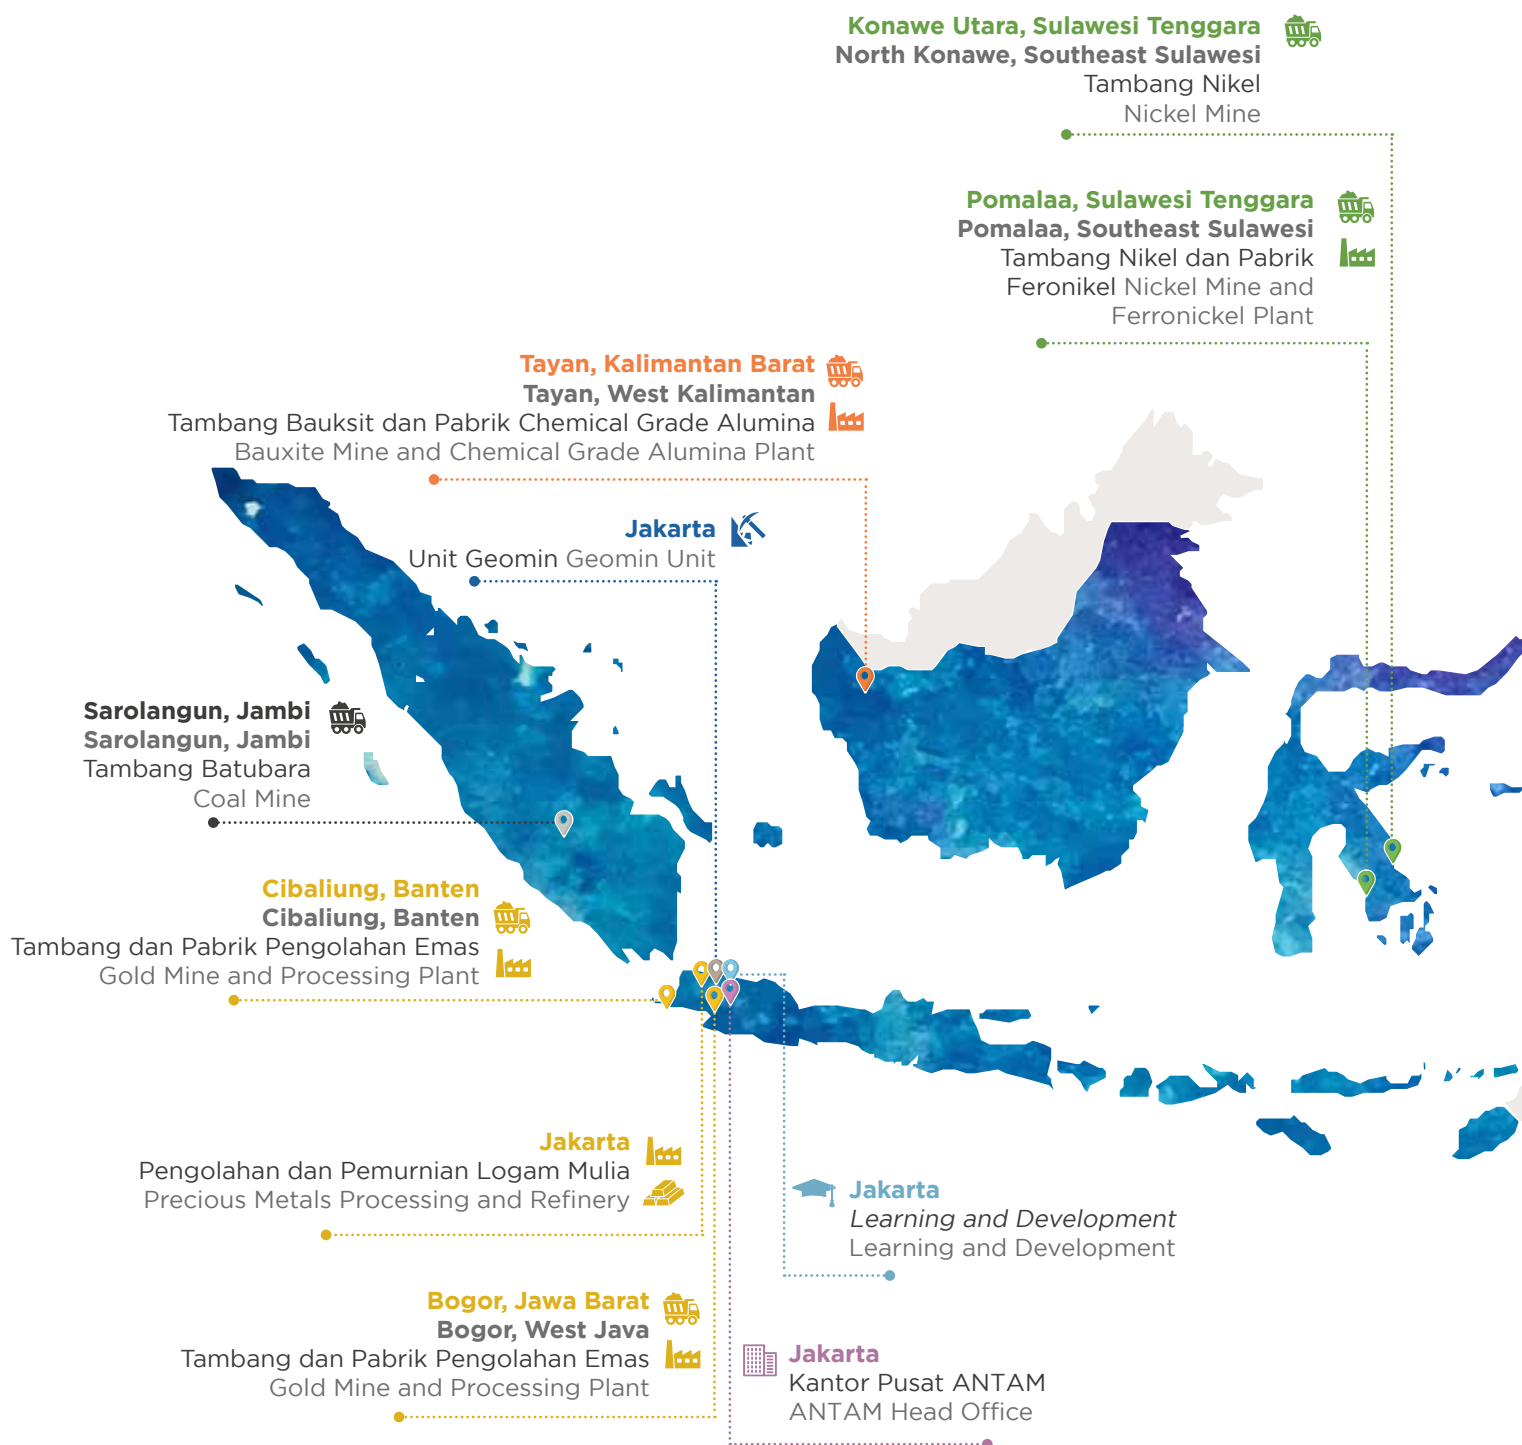 Konawe Utara, Sulawesi Tenggara
North Konawe, Southeast Sulawesi
Tambang Nikel
Nickel Mine
Pomalaa, Sulawesi Tenggara
Pomalaa, Southeast Sulawesi
Tambang Nikel dan Pabrik
Feronikel Nickel Mine and
Ferronickel Plant
Tayan, Kalimantan Barat
Tayan, West Kalimantan
Tambang Bauksit dan Pabrik Chemical Grade Alumina
Bauxite Mine and Chemical Grade Alumina Plant
Jakarta
Unit Geomin Geomin Unit
Sarolangun, Jambi
Sarolangun, Jambi
Tambang Batubara
Coal Mine
Cibaliung, Banten
Cibaliung, Banten
Tambang dan Pabrik Pengolahan Emas
Gold Mine and Processing Plant
Jakarta
Pengolahan dan Pemurnian Logam Mulia
Precious Metals Processing and Refinery
Jakarta
Learning and Development
Learning and Development
Bogor, Jawa Barat
Bogor, West Java
Tambang dan Pabrik Pengolahan Emas
Gold Mine and Processing Plant
Jakarta
Kantor Pusat ANTAM
ANTAM Head Office